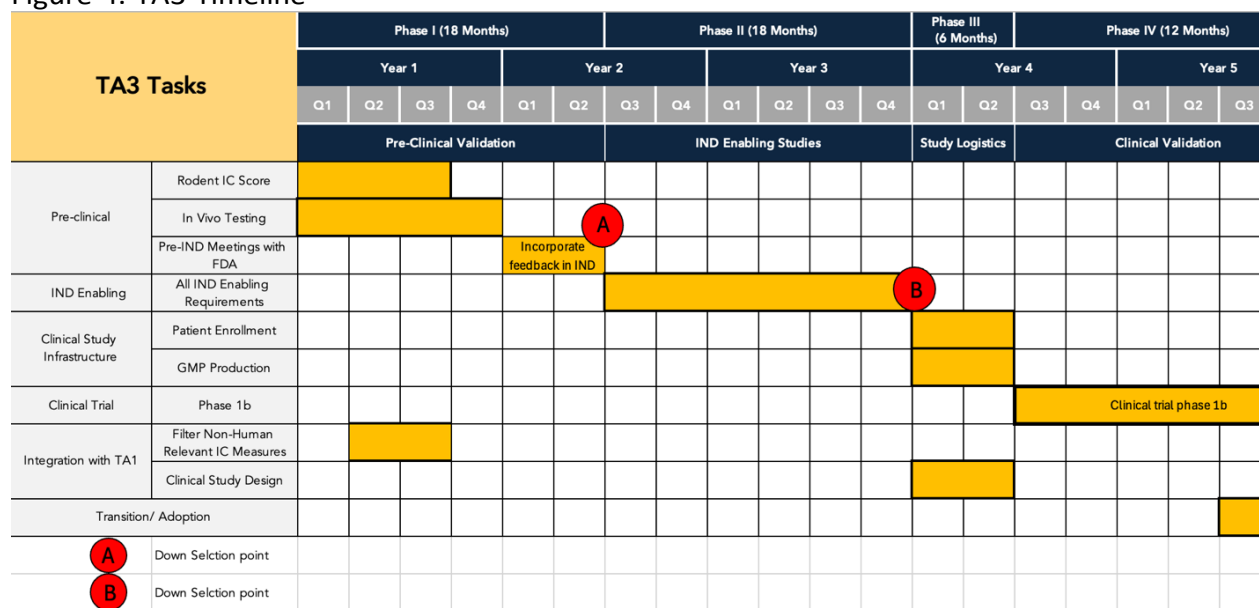 Figure 4. TA3 Timeline
TA3 Tasks
Phase I (18 Months)
Phase II (18 Months)
Phase III
(6 Months)
Phase IV (12 Months)
Year 1
Year 2
Year 3
Year 4
Year 5
Q1 Q2 Q3 Q4 Q1 Q2 Q3 Q4 Q1 Q2 Q3 Q4 Q1 Q2 Q3 Q4 Q1 Q2 Q3
Pre-Clinical Validation
IND Enabling Studies
Study Logistics
Clinical Validation
Pre-clinical
Rodent IC Score
In Vivo Testing
A
Pre-IND Meetings with
FDA
Incorporate
feedback in IND
IND Enabling
All IND Enabling
Requirements
B
Clinical Study
Infrastructure
Patient Enrollment
GMP Production
Clinical Trial
Phase 1b
Clinical trial phase 1b
Integration with TA1
Filter Non-Human
Relevant IC Measures
Clinical Study Design
Transition/ Adoption
A
Down Selction point
B
Down Selction point